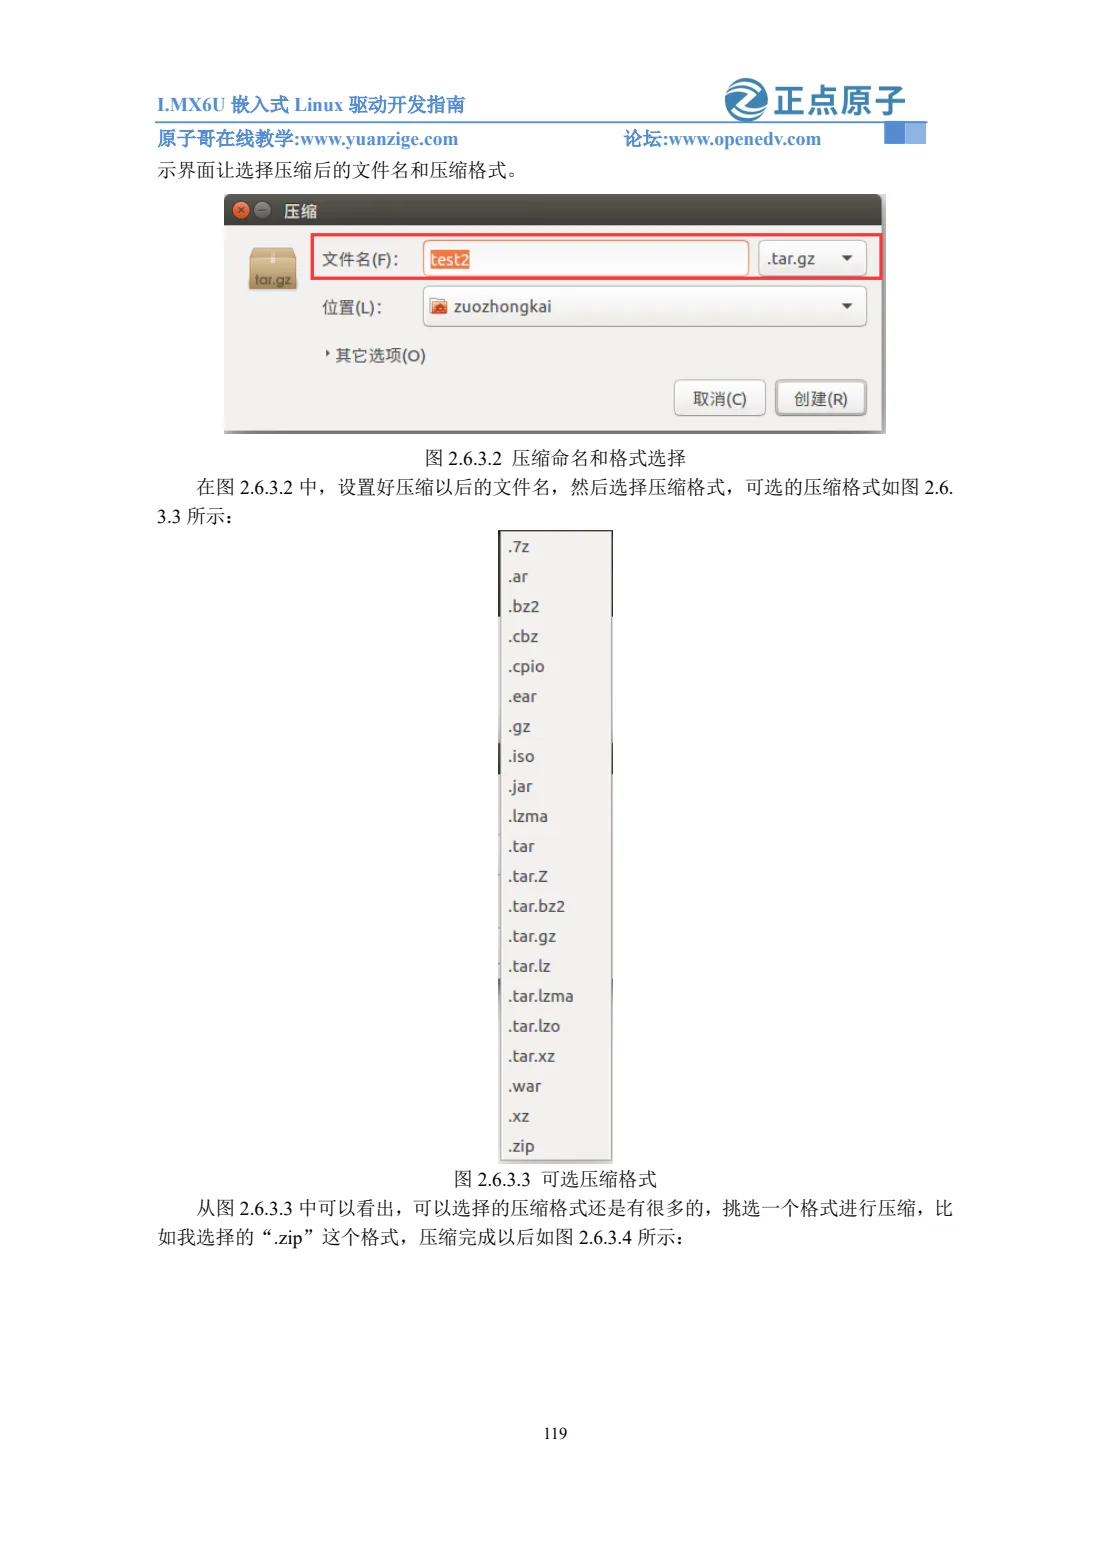 I.MX6U 嵌入式 Linux 驱动开发指南
正点原子
原子哥在线教学:www.yuanzige.com 论坛:www.openedv.com
示界面让选择压缩后的文件名和压缩格式。
压缩
tar.gz
文件名(F)： test2 .tar.gz
位置(L)： zuozhongkai
其它选项(O)
取消(C) 创建(R)
图 2.6.3.2 压缩命名和格式选择
在图 2.6.3.2 中，设置好压缩以后的文件名，然后选择压缩格式，可选的压缩格式如图 2.6.
3.3 所示：
.7z
.ar
.bz2
.cbz
.cpio
.ear
.gz
.iso
.jar
.lzma
.tar
.tar.Z
.tar.bz2
.tar.gz
.tar.lz
.tar.lzma
.tar.lzo
.tar.xz
.war
.xz
.zip
图 2.6.3.3 可选压缩格式
从图 2.6.3.3 中可以看出，可以选择的压缩格式还是有很多的，挑选一个格式进行压缩，比
如我选择的“.zip”这个格式，压缩完成以后如图 2.6.3.4 所示：
119